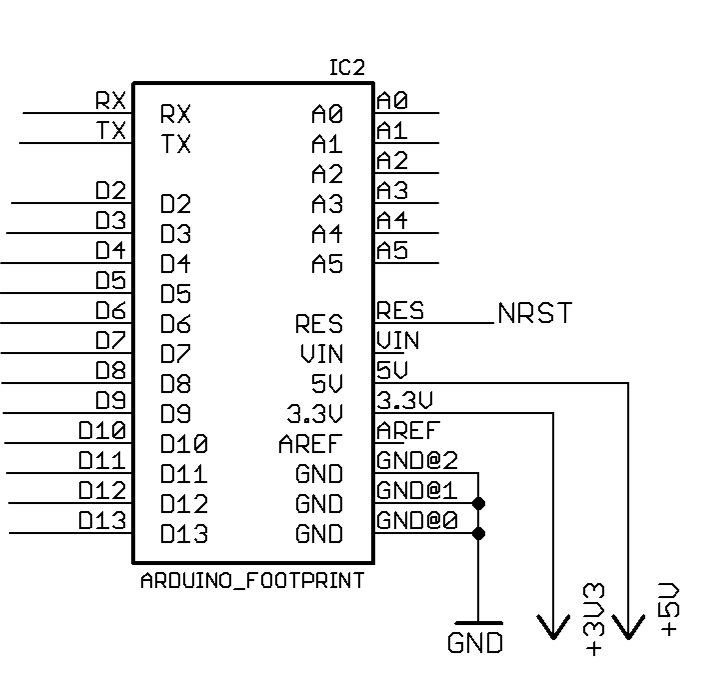 IC2
RX RX A0 A0
TX TX A1 A1
A2 A2
D2 D2 A3 A3
D3 D3 A4 A4
D4 D4 A5 A5
D5 D5
D6 D6 RES RES NRST
D7 D7 VIN VIN
D8 D8 5V 5V
D9 D9 3.3V 3.3V
D10 D10 AREF AREF
D11 D11 GND GND@2
D12 D12 GND GND@1
D13 D13 GND GND@0
ARDUINO_FOOTPRINT
GND
+3V3
+5V